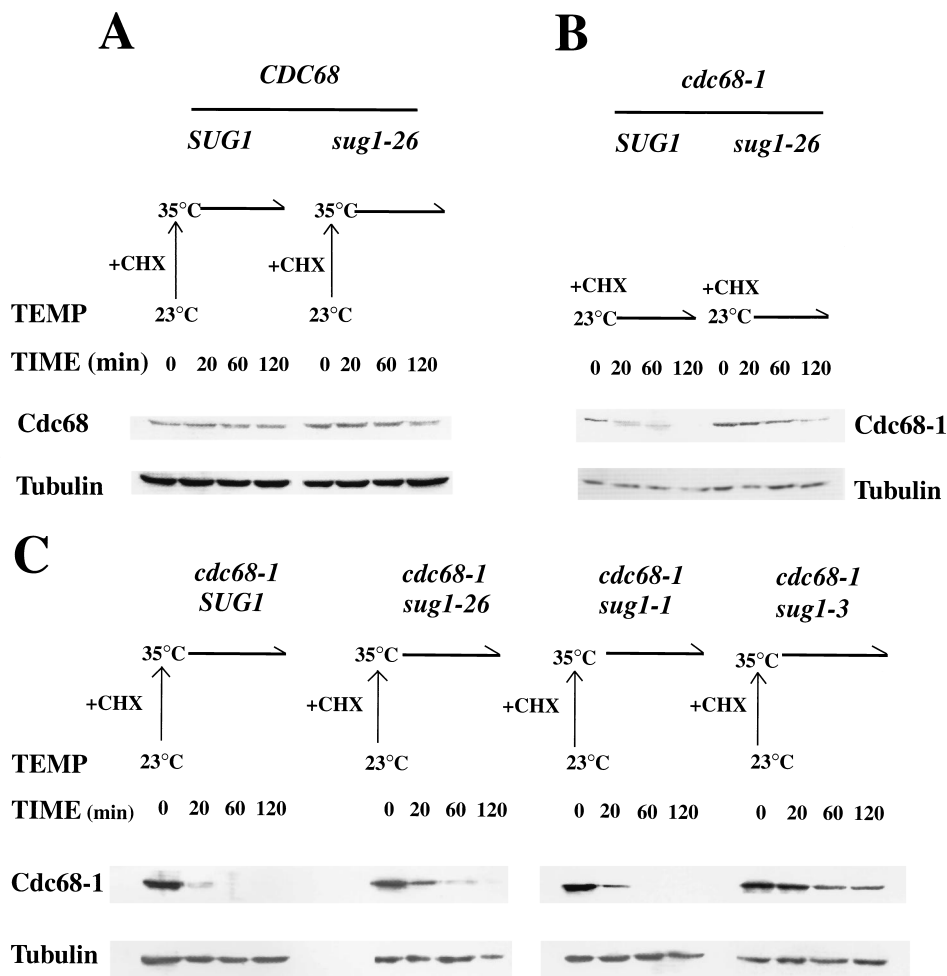 A
CDC68
SUG1 sug1-26
35°C 35°C
+CHX +CHX
TEMP 23°C 23°C
TIME (min) 0 20 60 120 0 20 60 120
Cdc68
Tubulin
B
cdc68-1
SUG1 sug1-26
+CHX +CHX
23°C 23°C
0 20 60 120 0 20 60 120
Cdc68-1
Tubulin
C
cdc68-1 cdc68-1 cdc68-1 cdc68-1
SUG1 sug1-26 sug1-1 sug1-3
35°C 35°C 35°C 35°C
+CHX +CHX +CHX +CHX
TEMP 23°C 23°C 23°C 23°C
TIME (min) 0 20 60 120 0 20 60 120 0 20 60 120 0 20 60 120
Cdc68-1
Tubulin